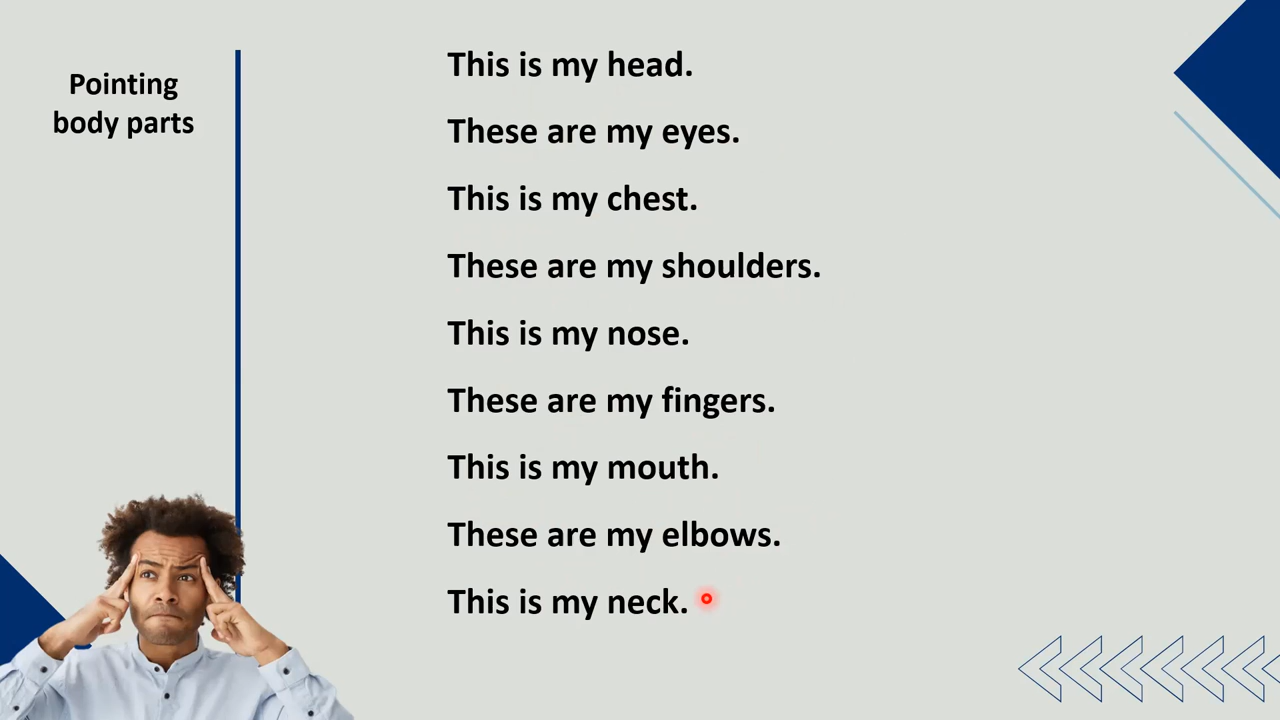 Pointing
body parts
This is my head.
These are my eyes.
This is my chest.
These are my shoulders.
This is my nose.
These are my fingers.
This is my mouth.
These are my elbows.
This is my neck.